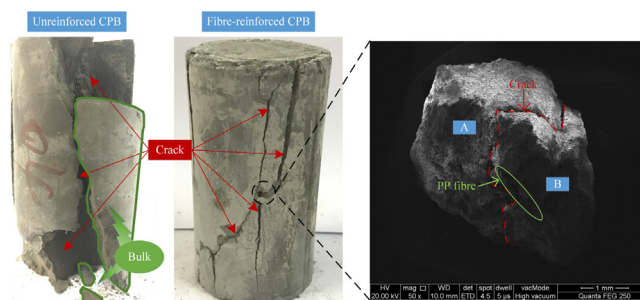 Unreinforced CPB
Fibre-reinforced CPB
Crack
Bulk
Crack
A
B
PP fibre
HV
mag
WD
det
spot
dwell
vacMode
20.00 kV
50 x
10.0 mm
ETD
4.5
5 µs
High vacuum
1 mm
Quanta FEG 250